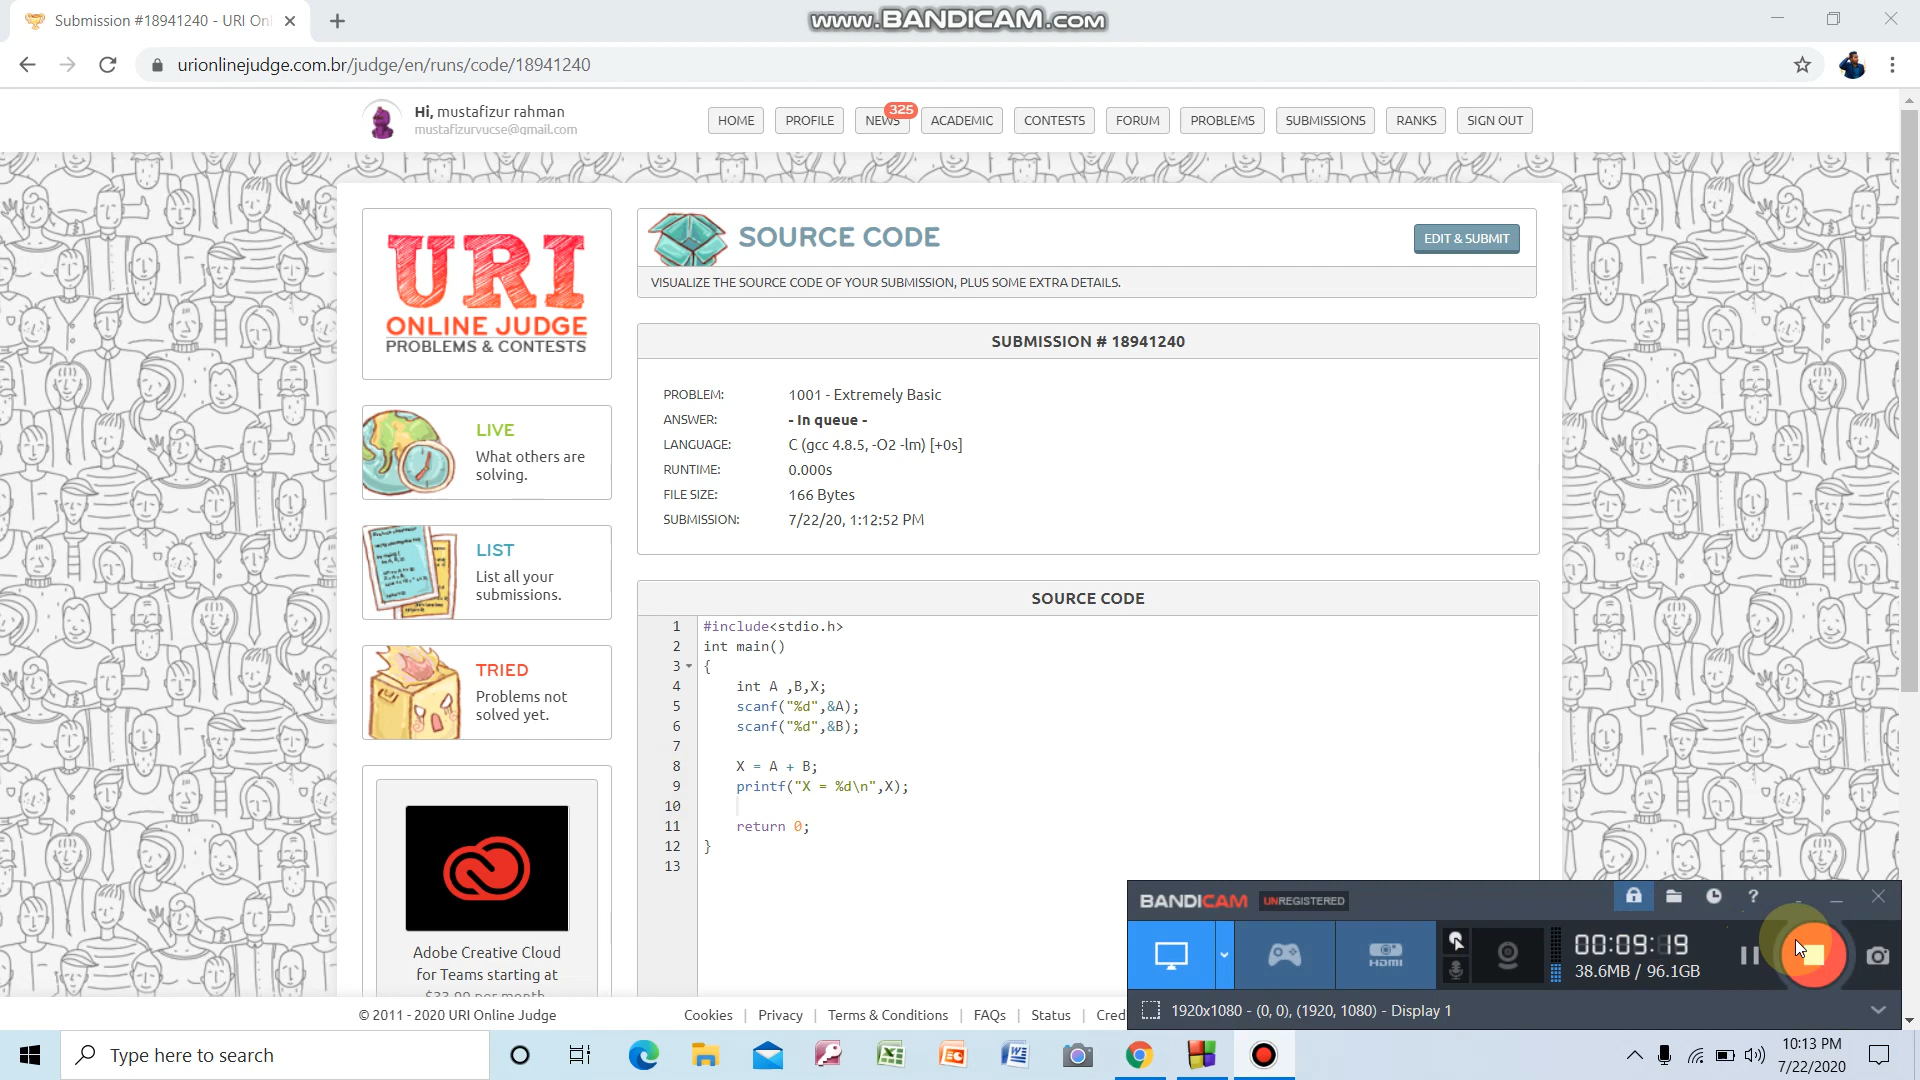 Submission #18941240 - URI Onl
www.BANDICAM.com
urionlinejudge.com.br/judge/en/runs/code/18941240
Hi, mustafizur rahman
mustafizurvucse@gmail.com
HOME
PROFILE
NEWS
325
ACADEMIC
CONTESTS
FORUM
PROBLEMS
SUBMISSIONS
RANKS
SIGN OUT
URI
ONLINE JUDGE
PROBLEMS & CONTESTS
SOURCE CODE
EDIT & SUBMIT
VISUALIZE THE SOURCE CODE OF YOUR SUBMISSION, PLUS SOME EXTRA DETAILS.
SUBMISSION # 18941240
PROBLEM: 1001 - Extremely Basic
ANSWER: - In queue -
LANGUAGE: C (gcc 4.8.5, -O2 -lm) [+0s]
RUNTIME: 0.000s
FILE SIZE: 166 Bytes
SUBMISSION: 7/22/20, 1:12:52 PM
LIVE
What others are
solving.
LIST
List all your
submissions.
TRIED
Problems not
solved yet.
Adobe Creative Cloud
for Teams starting at
$33.99 per month.
SOURCE CODE
1 #include<stdio.h>
2 int main()
3 {
4 int A ,B,X;
5 scanf("%d",&A);
6 scanf("%d",&B);
7
8 X = A + B;
9 printf("X = %d\n",X);
10
11 return 0;
12 }
13
BANDICAM UNREGISTERED
HDMI
00:09:19
38.6MB / 96.1GB
1920x1080 - (0, 0), (1920, 1080) - Display 1
© 2011 - 2020 URI Online Judge
Cookies | Privacy | Terms & Conditions | FAQs | Status | Cred
Type here to search
10:13 PM
7/22/2020